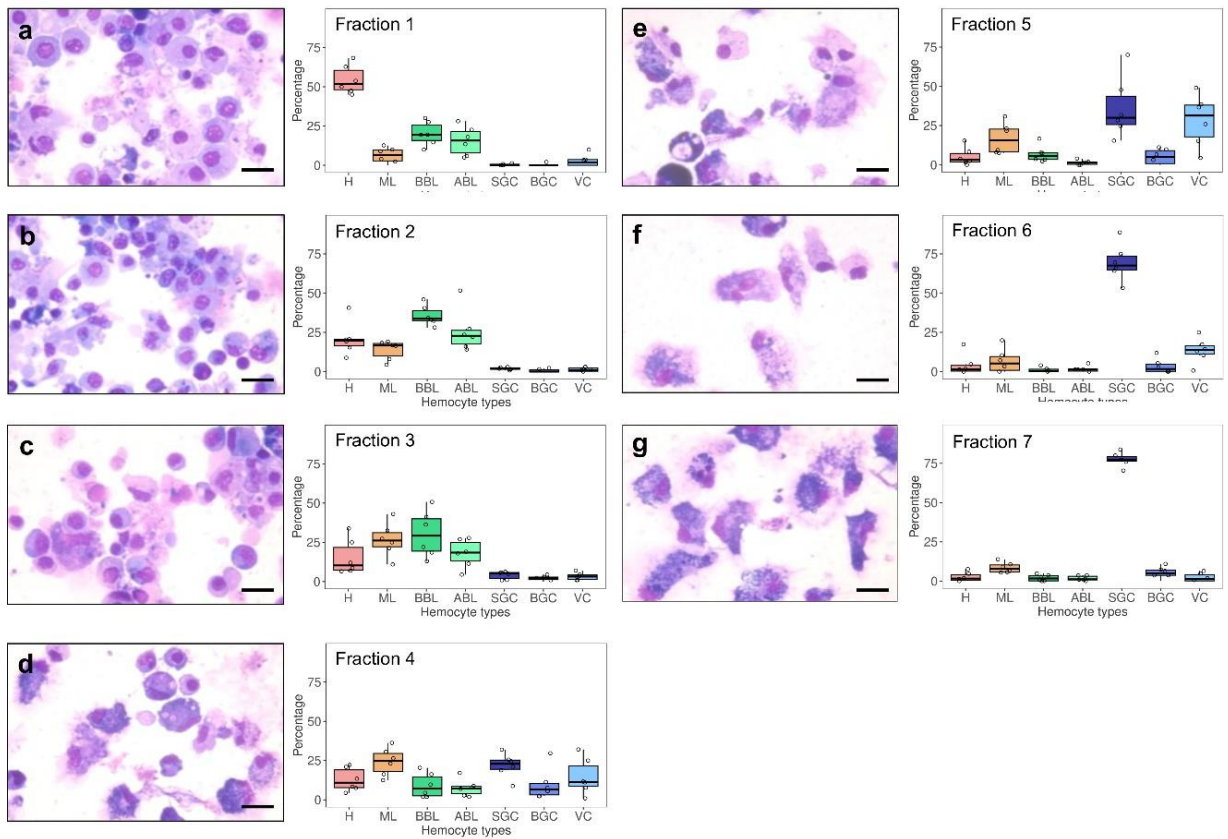 a
Fraction 1
Percentage
75
50
25
0
H ML BBL ABL SGC BGC VC
b
Fraction 2
Percentage
75
50
25
0
H ML BBL ABL SGC BGC VC
Hemocyte types
c
Fraction 3
Percentage
75
50
25
0
H ML BBL ABL SGC BGC VC
Hemocyte types
d
Fraction 4
Percentage
75
50
25
0
H ML BBL ABL SGC BGC VC
Hemocyte types
e
Fraction 5
Percentage
75
50
25
0
H ML BBL ABL SGC BGC VC
f
Fraction 6
Percentage
75
50
25
0
H ML BBL ABL SGC BGC VC
g
Fraction 7
Percentage
75
50
25
0
H ML BBL ABL SGC BGC VC
Hemocyte types